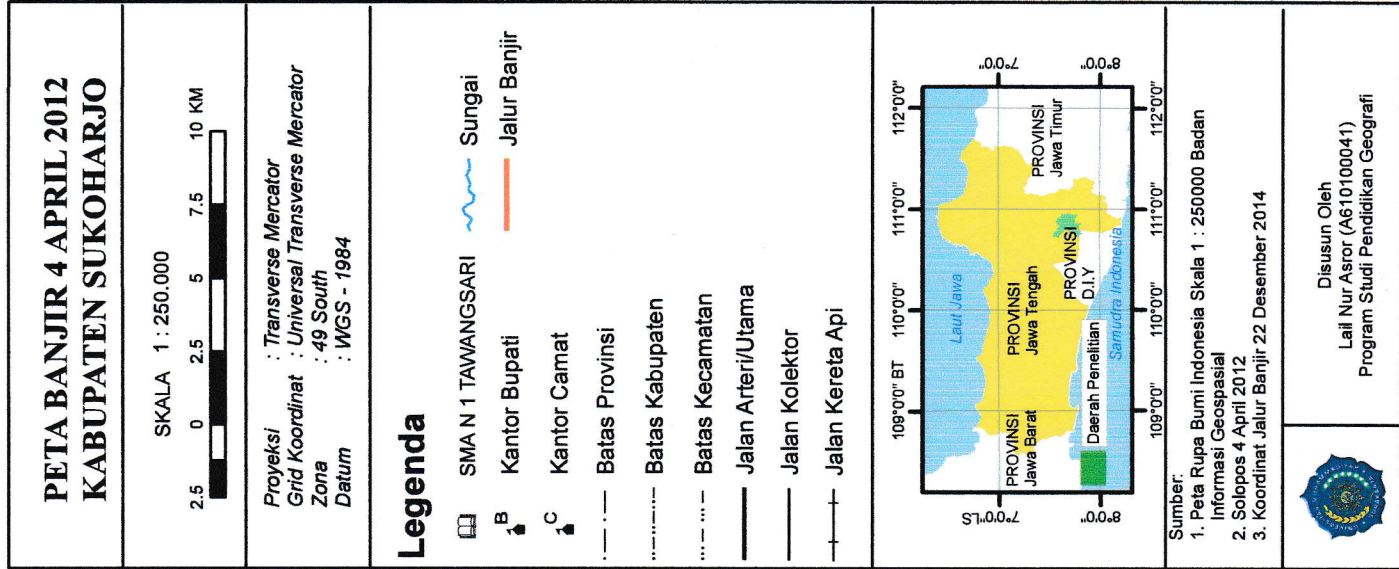 PETA BANJIR 4 APRIL 2012
KABUPATEN SUKOHARJO
SKALA 1 : 250.000
2.5 0 2.5 5 7.5 10 KM
Proyeksi : Transverse Mercator
Grid Koordinat : Universal Transverse Mercator
Zona : 49 South
Datum : WGS - 1984
Legenda
SMA N 1 TAWANGSARI
B Kantor Bupati
C Kantor Camat
Batas Provinsi
Batas Kabupaten
Batas Kecamatan
Jalan Arteri/Utama
Jalan Kolektor
Jalan Kereta Api
Sungai
Jalur Banjir
109°0'0" BT 110°0'0" 111°0'0" 112°0'0"
7°0'0"LS
8°0'0"
7°0'0"
8°0'0"
Laut Jawa
PROVINSI
Jawa Barat
PROVINSI
Jawa Tengah
PROVINSI
D.I.Y
PROVINSI
Jawa Timur
Samudra Indonesia
Daerah Penelitian
109°0'0" 110°0'0" 111°0'0" 112°0'0"
Sumber:
1. Peta Rupa Bumi Indonesia Skala 1 : 250000 Badan
Informasi Geospasial
2. Solopos 4 April 2012
3. Koordinat Jalur Banjir 22 Desember 2014
Disusun Oleh
Lail Nur Asror (A610100041)
Program Studi Pendidikan Geografi